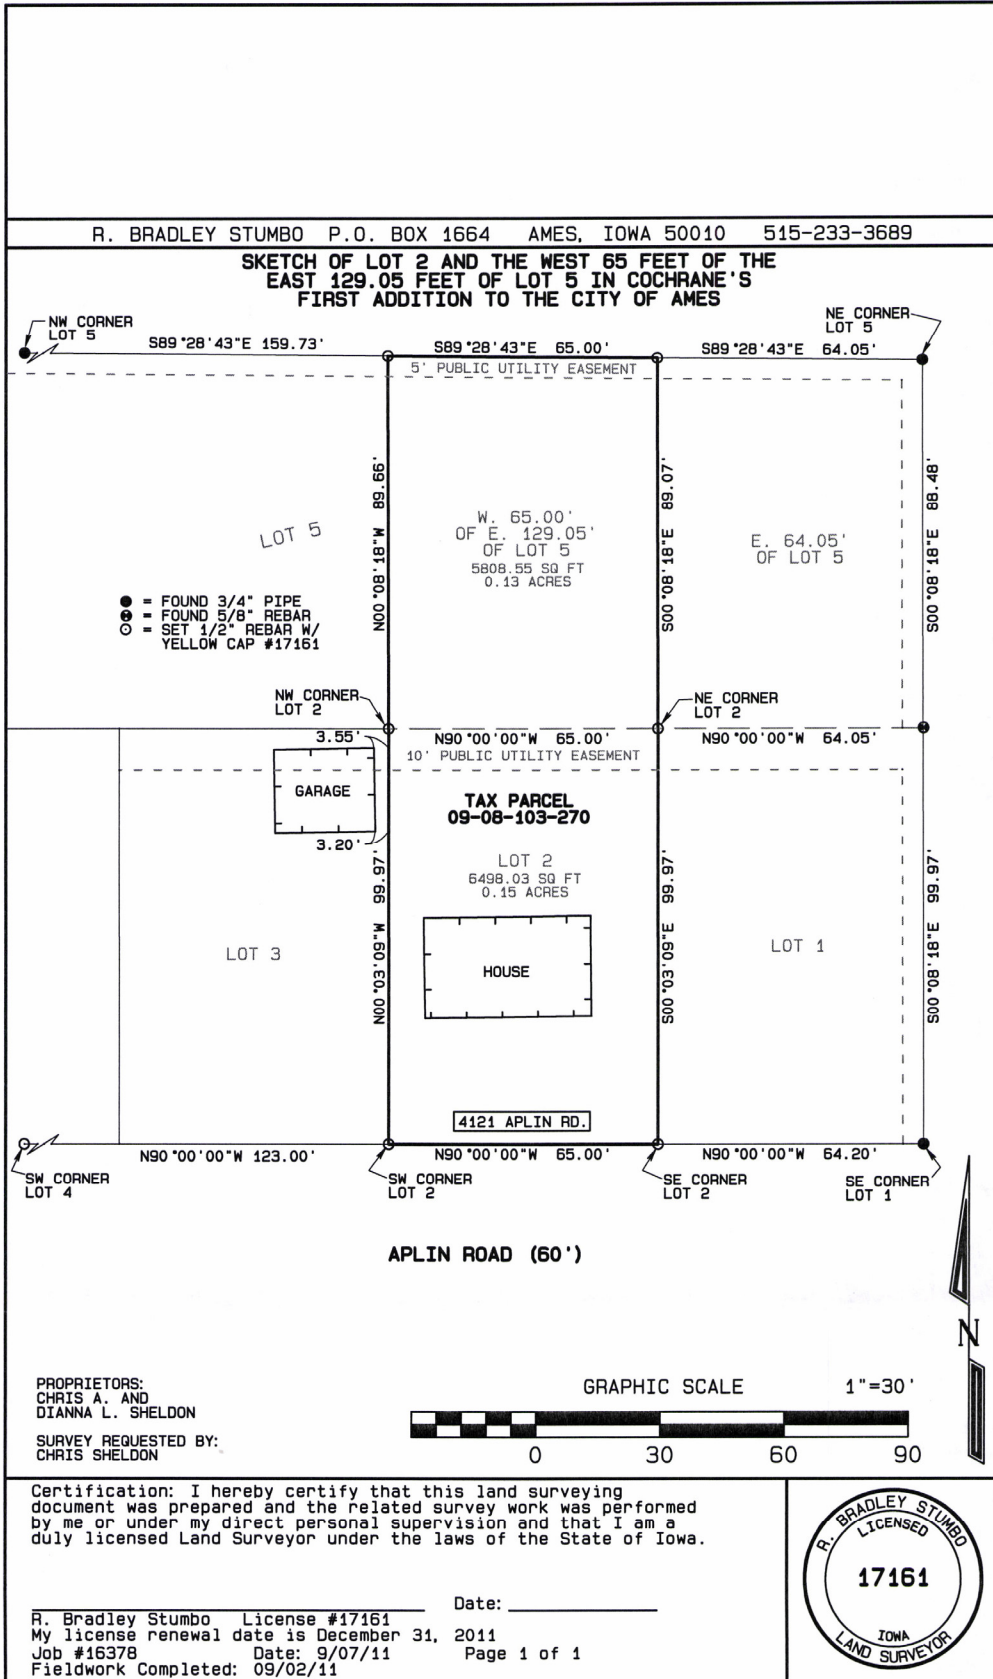 R. BRADLEY STUMBO P.O. BOX 1664 AMES, IOWA 50010 515-233-3689
SKETCH OF LOT 2 AND THE WEST 65 FEET OF THE
EAST 129.05 FEET OF LOT 5 IN COCHRANE'S
FIRST ADDITION TO THE CITY OF AMES
NW CORNER
LOT 5
NE CORNER
LOT 5
S89°28'43"E 159.73'
S89°28'43"E 65.00'
S89°28'43"E 64.05'
5' PUBLIC UTILITY EASEMENT
N00°08'18"W 89.66'
S00°08'18"E 89.07'
S00°08'18"E 88.48'
LOT 5
W. 65.00'
OF E. 129.05'
OF LOT 5
5808.55 SQ FT
0.13 ACRES
E. 64.05'
OF LOT 5
= FOUND 3/4" PIPE
= FOUND 5/8" REBAR
= SET 1/2" REBAR W/
YELLOW CAP #17161
NW CORNER
LOT 2
NE CORNER
LOT 2
3.55'
N90°00'00"W 65.00'
N90°00'00"W 64.05'
10' PUBLIC UTILITY EASEMENT
GARAGE
3.20'
TAX PARCEL
09-08-103-270
LOT 2
6498.03 SQ FT
0.15 ACRES
N00°03'09"W 99.97'
S00°03'09"E 99.97'
S00°08'18"E 99.97'
LOT 3
HOUSE
LOT 1
4121 APLIN RD.
N90°00'00"W 123.00'
N90°00'00"W 65.00'
N90°00'00"W 64.20'
SW CORNER
LOT 4
SW CORNER
LOT 2
SE CORNER
LOT 2
SE CORNER
LOT 1
APLIN ROAD (60')
N
PROPRIETORS:
CHRIS A. AND
DIANNA L. SHELDON
SURVEY REQUESTED BY:
CHRIS SHELDON
GRAPHIC SCALE 1"=30'
0 30 60 90
Certification: I hereby certify that this land surveying
document was prepared and the related survey work was performed
by me or under my direct personal supervision and that I am a
duly licensed Land Surveyor under the laws of the State of Iowa.
Date:
R. Bradley Stumbo License #17161
My license renewal date is December 31, 2011
Job #16378 Date: 9/07/11 Page 1 of 1
Fieldwork Completed: 09/02/11
R. BRADLEY STUMBO
LICENSED
17161
IOWA
LAND SURVEYOR